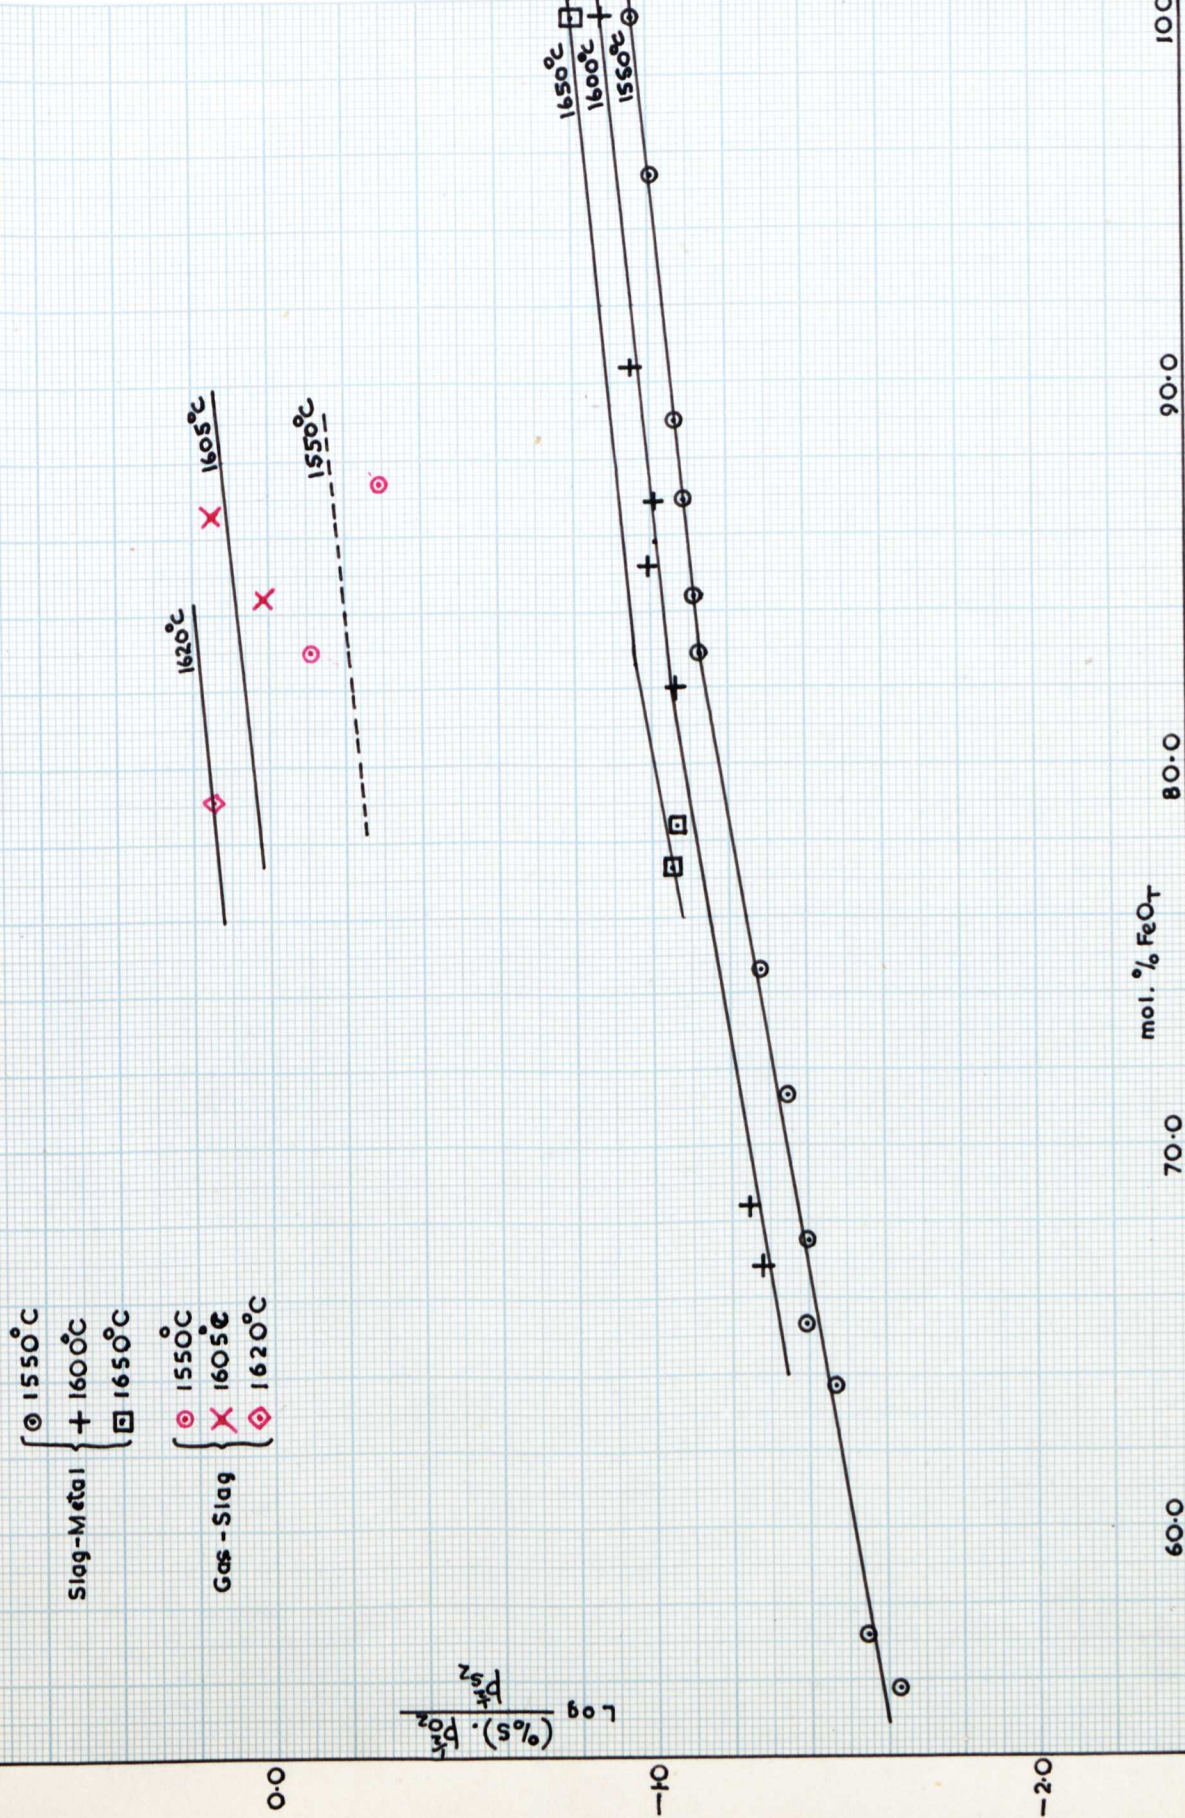 Slag-Metal
⊙ 1550°C
+ 1600°C
⊡ 1650°C
Gas-Slag
⊙ 1550°C
× 1605°C
1620°C
1620°C
1605°C
1550°C
1650°C
1600°C
1550°C
Log (%S). p½O2
p½S2
0.0
-1.0
-2.0
60.0
70.0
80.0
90.0
100
mol. % FeOT